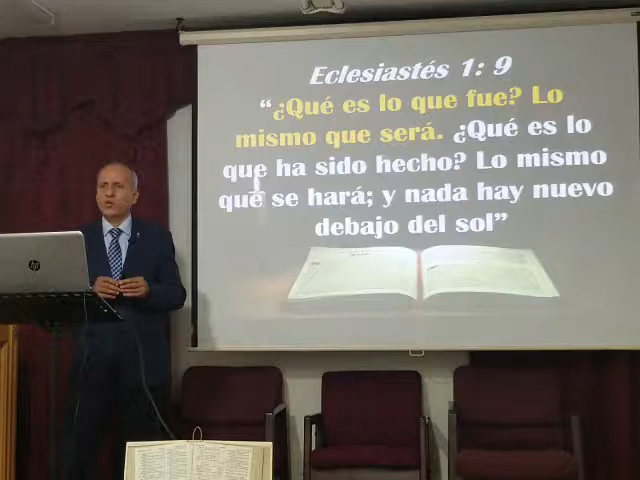 Eclesiastés 1: 9
“¿Qué es lo que fue? Lo
mismo que será. ¿Qué es lo
que ha sido hecho? Lo mismo
que se hará; y nada hay nuevo
debajo del sol”
hp